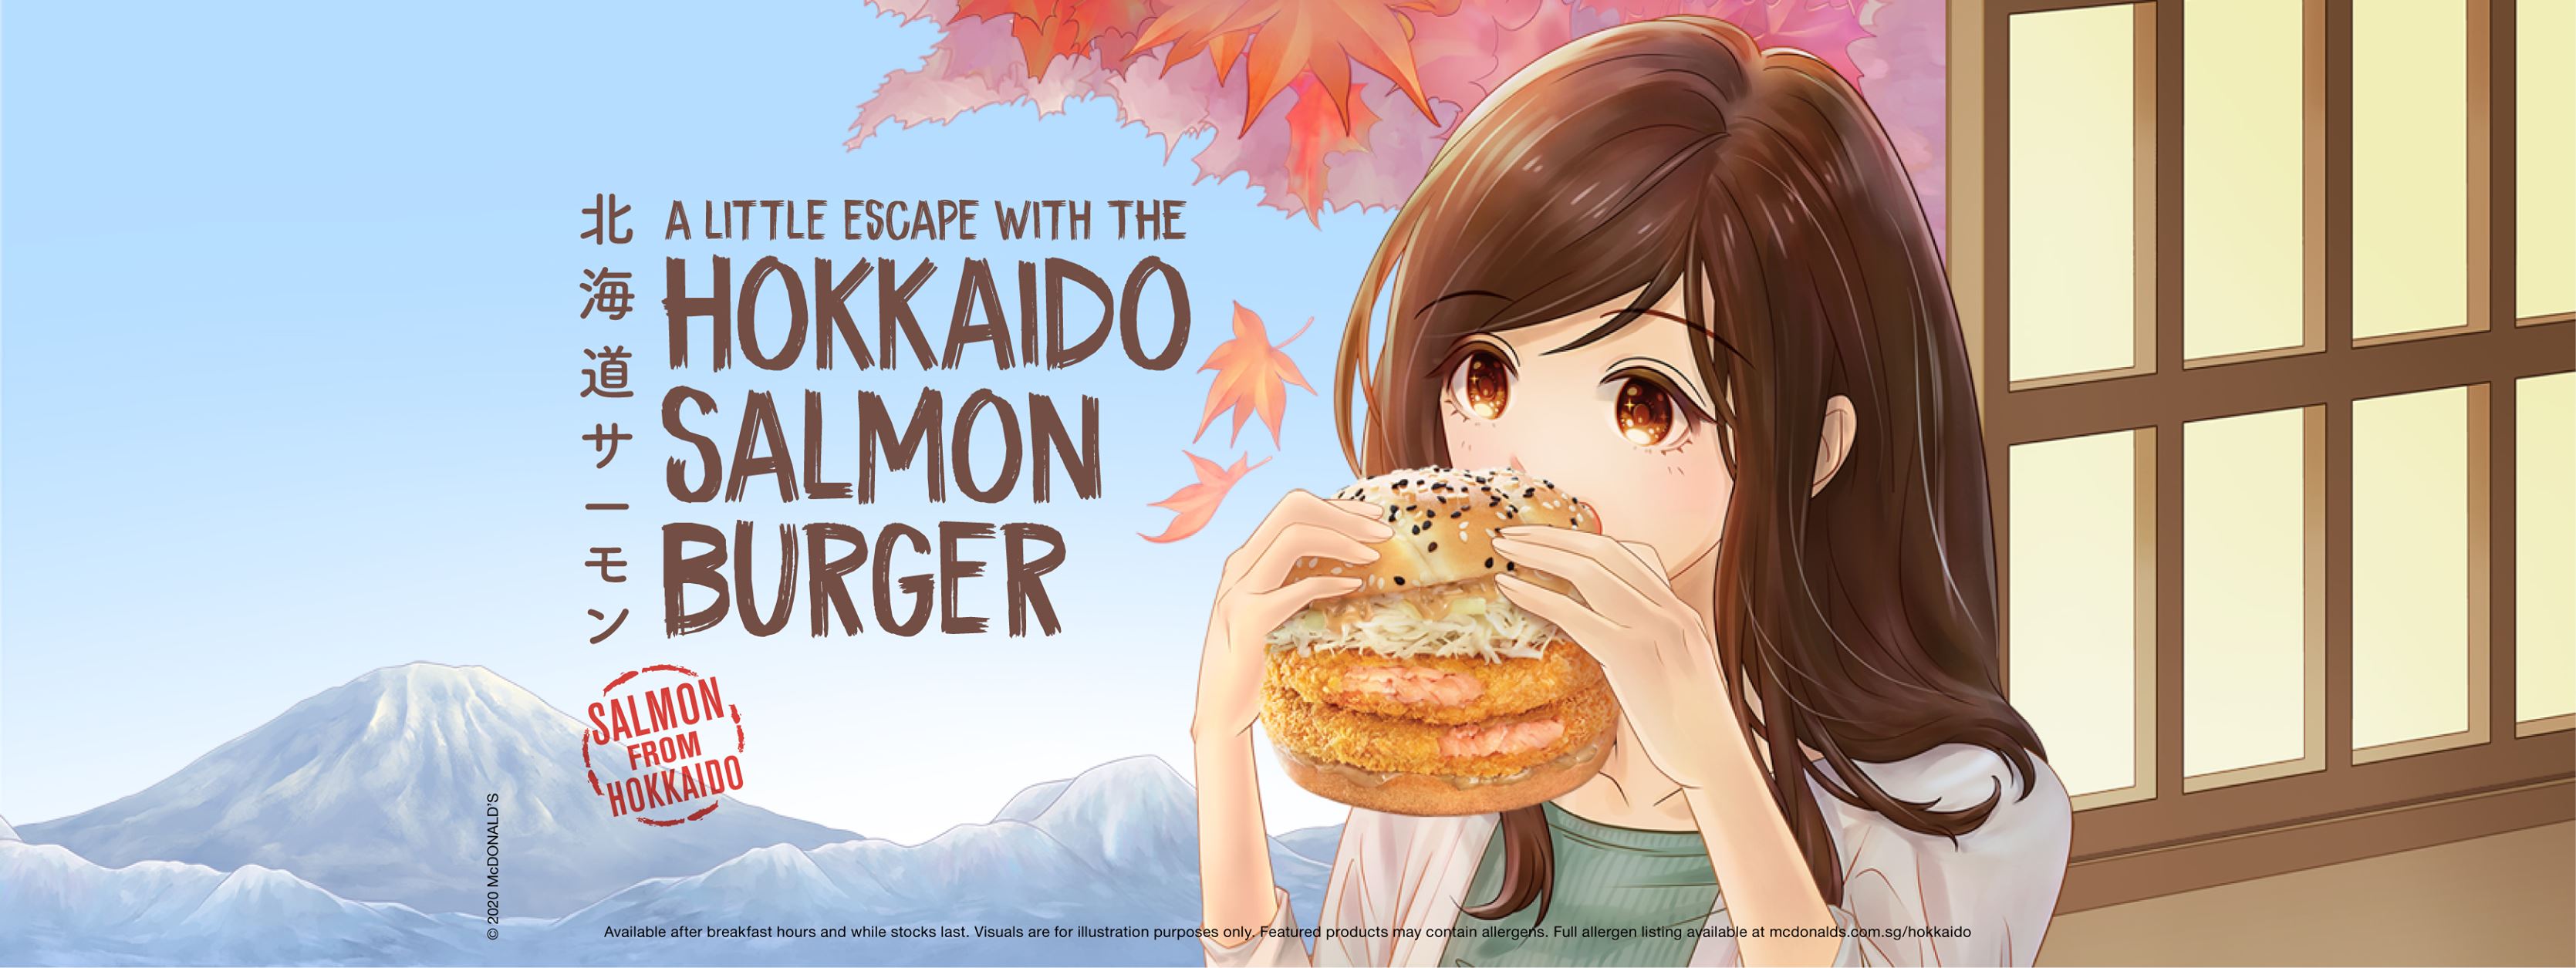 北海道サーモン
A LITTLE ESCAPE WITH THE
HOKKAIDO
SALMON
BURGER
SALMON
FROM
HOKKAIDO
© 2020 McDONALD'S
Available after breakfast hours and while stocks last. Visuals are for illustration purposes only. Featured products may contain allergens. Full allergen listing available at mcdonalds.com.sg/hokkaido